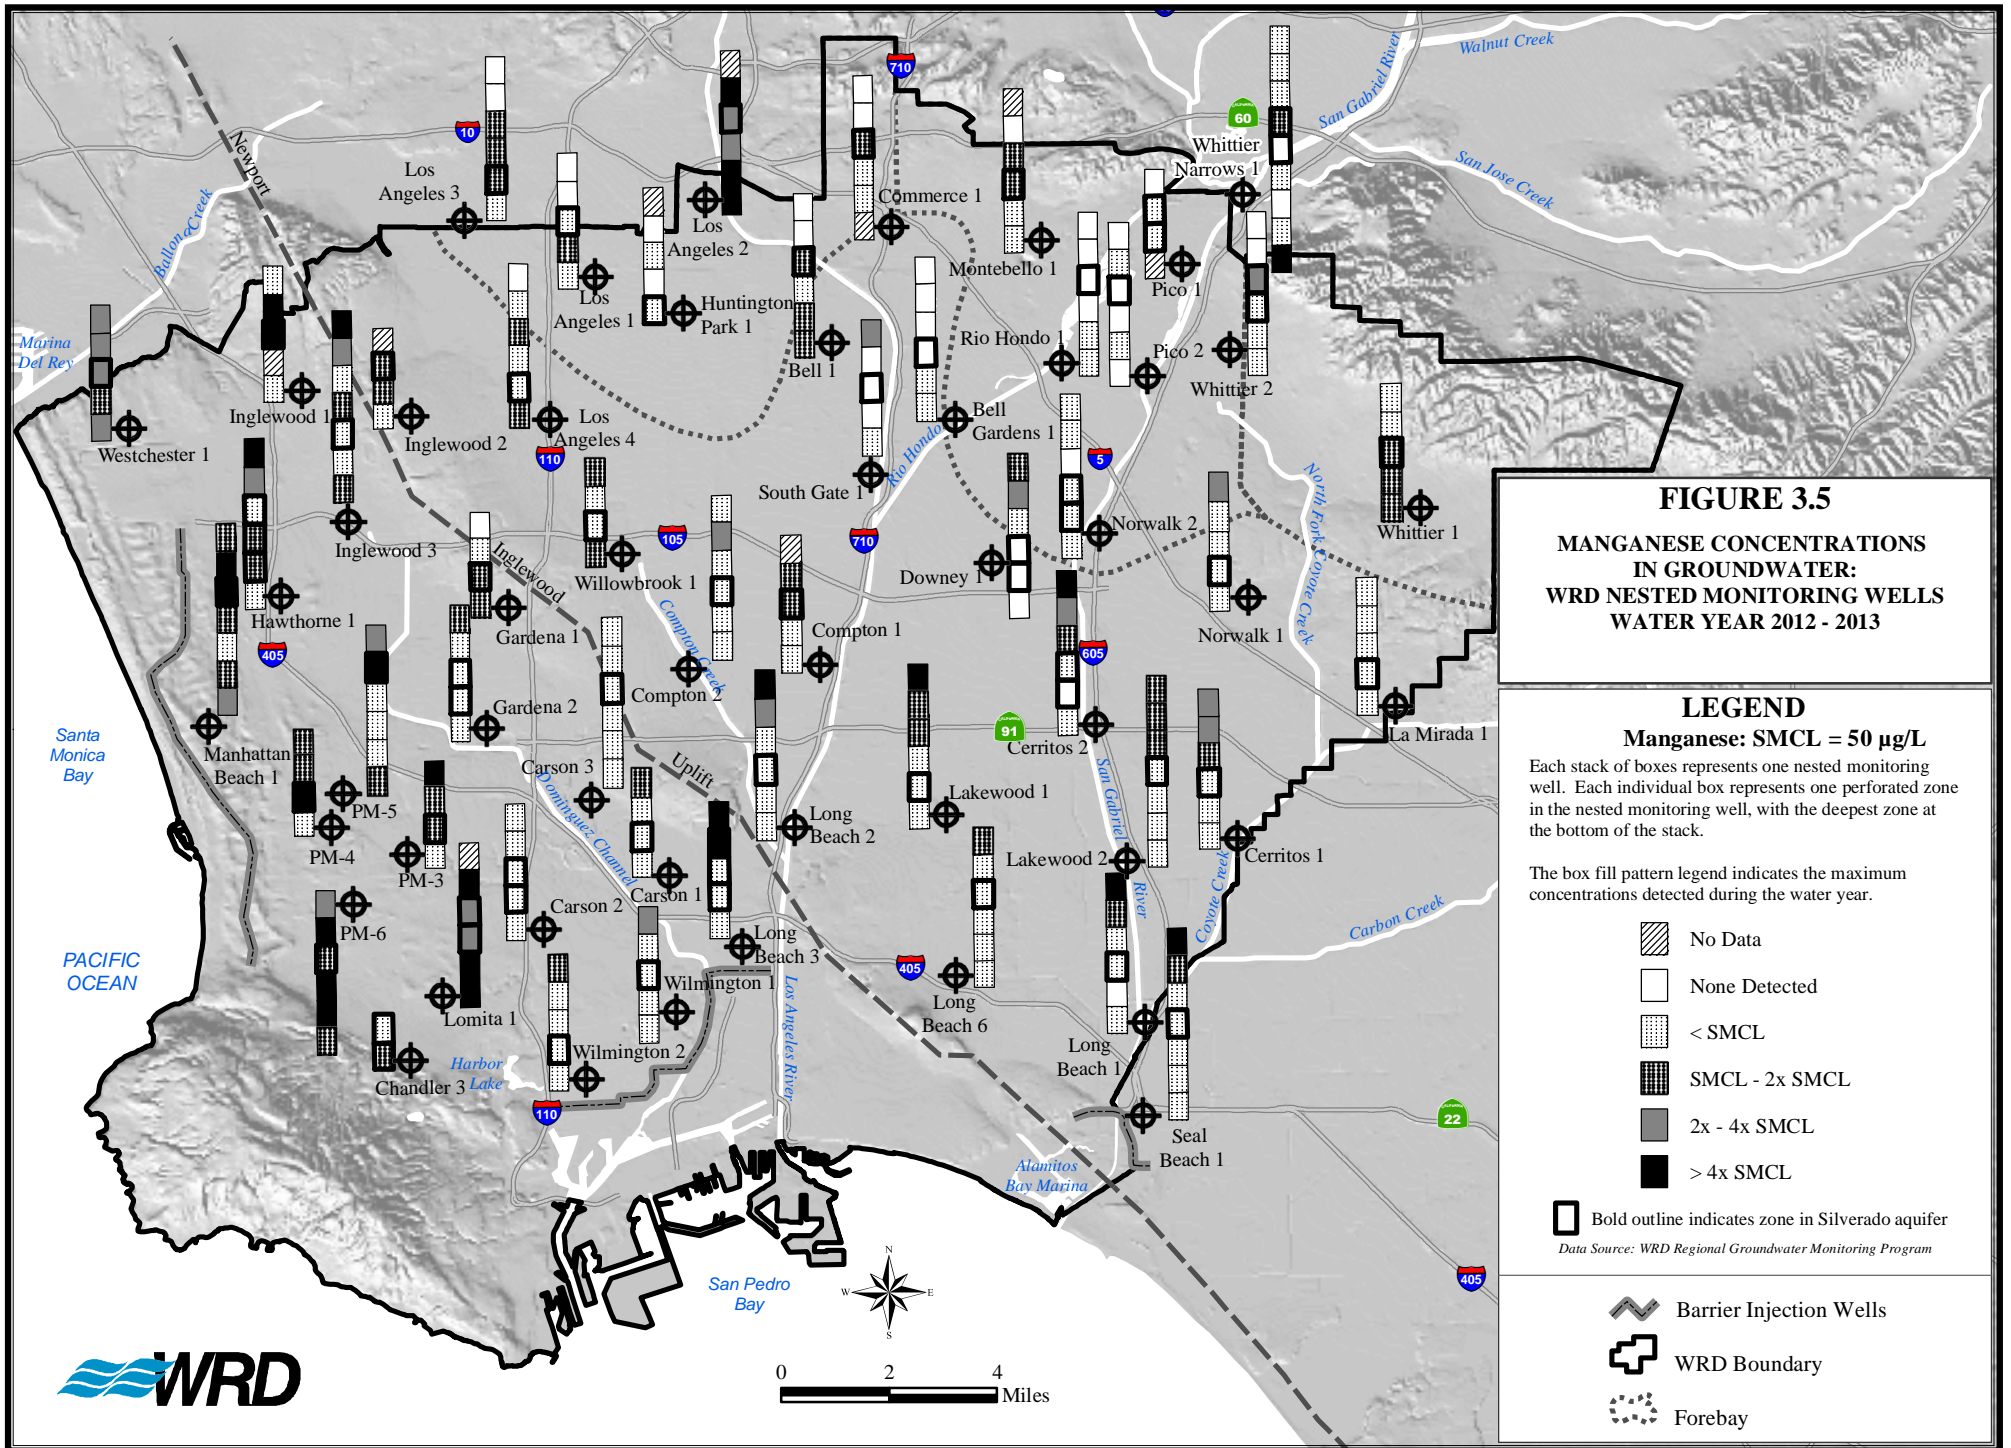 710
Walnut Creek
San Gabriel River
60
10
Newport
Whittier
Narrows 1
San Jose Creek
Los
Angeles 3
Ballona Creek
Los
Angeles 2
Commerce 1
Montebello 1
Pico 1
Los
Angeles 1
Huntington
Park 1
Marina
Del Rey
Rio Hondo 1
Pico 2
Bell 1
Whittier 2
Inglewood 1
Inglewood 2
Los
Angeles 4
Bell
Gardens 1
Westchester 1
110
Rio Hondo
5
South Gate 1
North Fork Coyote Creek
Whittier 1
Inglewood 3
105
710
Norwalk 2
Inglewood
Willowbrook 1
Downey 1
Hawthorne 1
Gardena 1
Compton Creek
Compton 1
Norwalk 1
405
605
Compton 2
Gardena 2
91
Cerritos 2
La Mirada 1
Santa
Monica
Bay
Manhattan
Beach 1
Carson 3
Uplift
San Gabriel
River
PM-5
Dominguez Channel
Lakewood 1
Long
Beach 2
PM-4
Lakewood 2
Cerritos 1
PM-3
Carson 1
Coyote Creek
Carson 2
PM-6
Long
Beach 3
Carbon Creek
PACIFIC
OCEAN
405
Wilmington 1
Los Angeles River
Long
Beach 6
Lomita 1
Wilmington 2
Long
Beach 1
Harbor
Lake
Chandler 3
110
22
Seal
Beach 1
Alamitos
Bay Marina
San Pedro
Bay
405
N
W
E
S
0 2 4
Miles
WRD
FIGURE 3.5
MANGANESE CONCENTRATIONS
IN GROUNDWATER:
WRD NESTED MONITORING WELLS
WATER YEAR 2012 - 2013
LEGEND
Manganese: SMCL = 50 µg/L
Each stack of boxes represents one nested monitoring
well. Each individual box represents one perforated zone
in the nested monitoring well, with the deepest zone at
the bottom of the stack.
The box fill pattern legend indicates the maximum
concentrations detected during the water year.
No Data
None Detected
< SMCL
SMCL - 2x SMCL
2x - 4x SMCL
> 4x SMCL
Bold outline indicates zone in Silverado aquifer
Data Source: WRD Regional Groundwater Monitoring Program
Barrier Injection Wells
WRD Boundary
Forebay